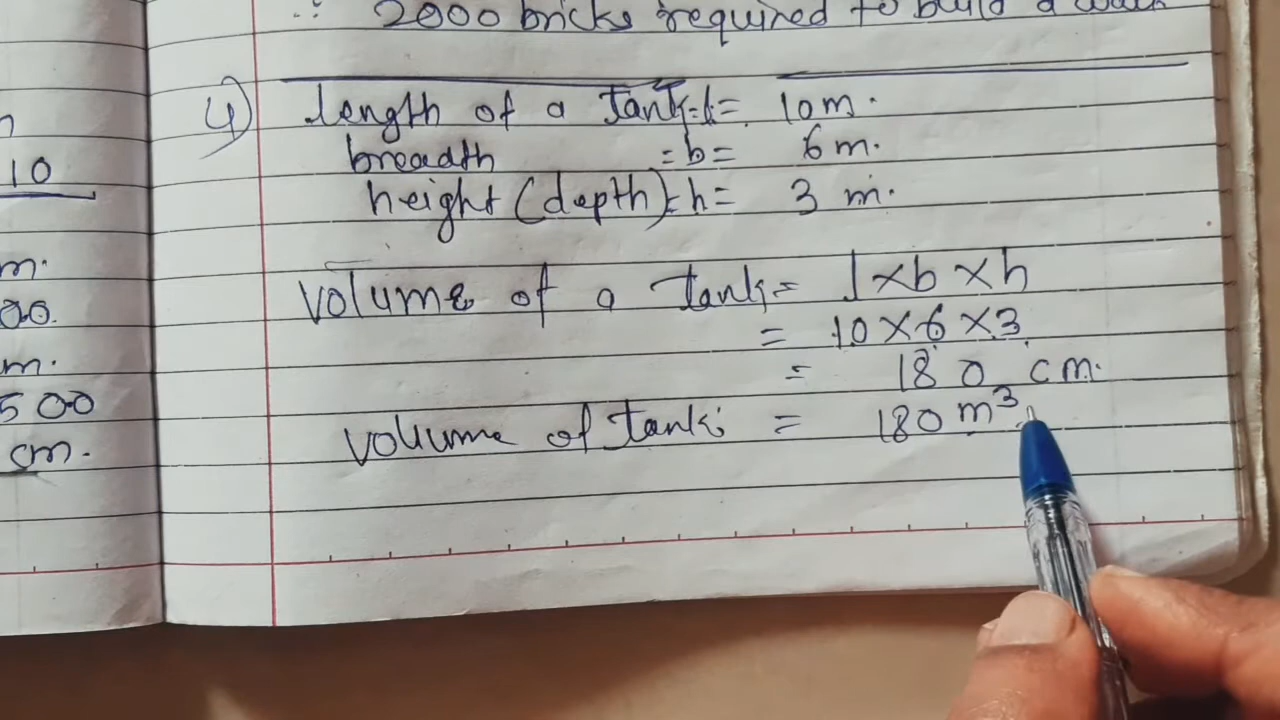 ∴ 2000 bricks required to build a wall
4) length of a Tank = l = 10 m.
breadth = b = 6 m.
height (depth) = h = 3 m.
Volume of a tank = l × b × h
= 10 × 6 × 3
= 180 cm.
volume of tank = 180 m³.
10
m.
00.
m.
500
cm.